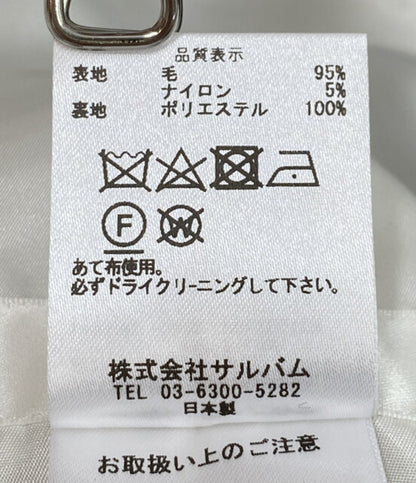 品質表示
表地 毛 95%
ナイロン 5%
裏地 ポリエステル 100%
F W
あて布使用。
必ずドライクリーニングして下さい。
株式会社サルバム
TEL 03-6300-5282
日本製
お取扱い上のご注意